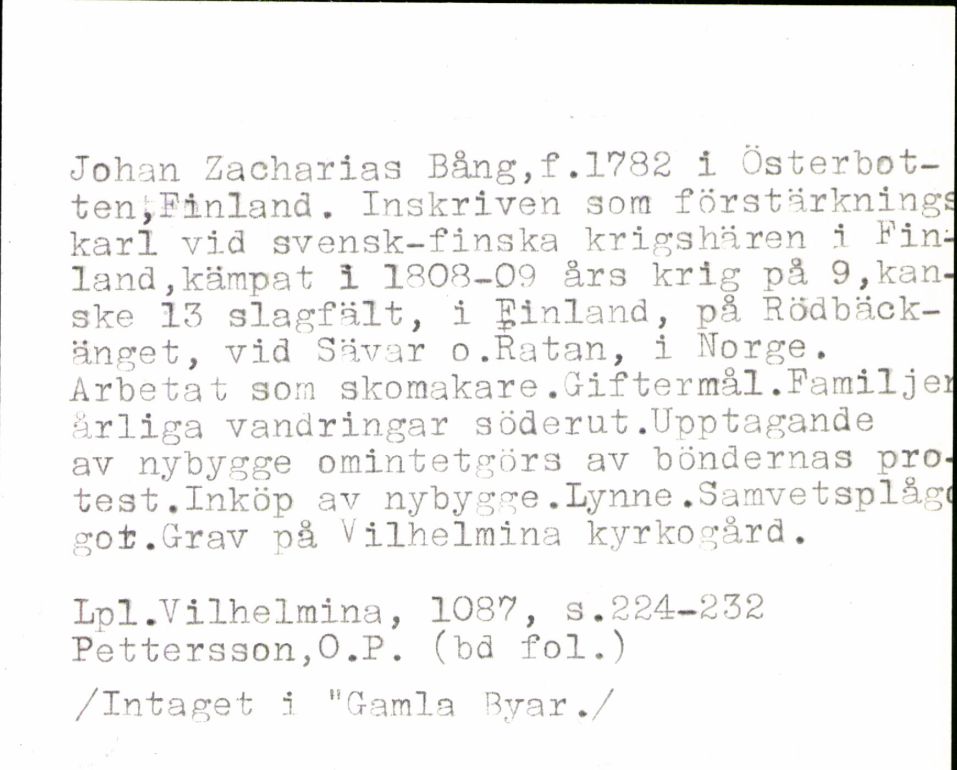 Johan Zacharias Bång,f.1782 i Österbot-
ten,Finland. Inskriven som förstärknings
karl vid svensk-finska krigshären i Fin-
land,kämpat i 1808-09 års krig på 9,kan-
ske 13 slagfält, i Finland, på Rödbäck-
änget, vid Sävar o.Ratan, i Norge.
Arbetat som skomakare.Giftermål.Familjer
årliga vandringar söderut.Upptagande
av nybygge omintetgörs av böndernas pro-
test.Inköp av nybygge.Lynne.Samvetsplågo
got.Grav på Vilhelmina kyrkogård.
Lpl.Vilhelmina, 1087, s.224-232
Pettersson,O.P. (bd fol.)
/Intaget i "Gamla Byar./